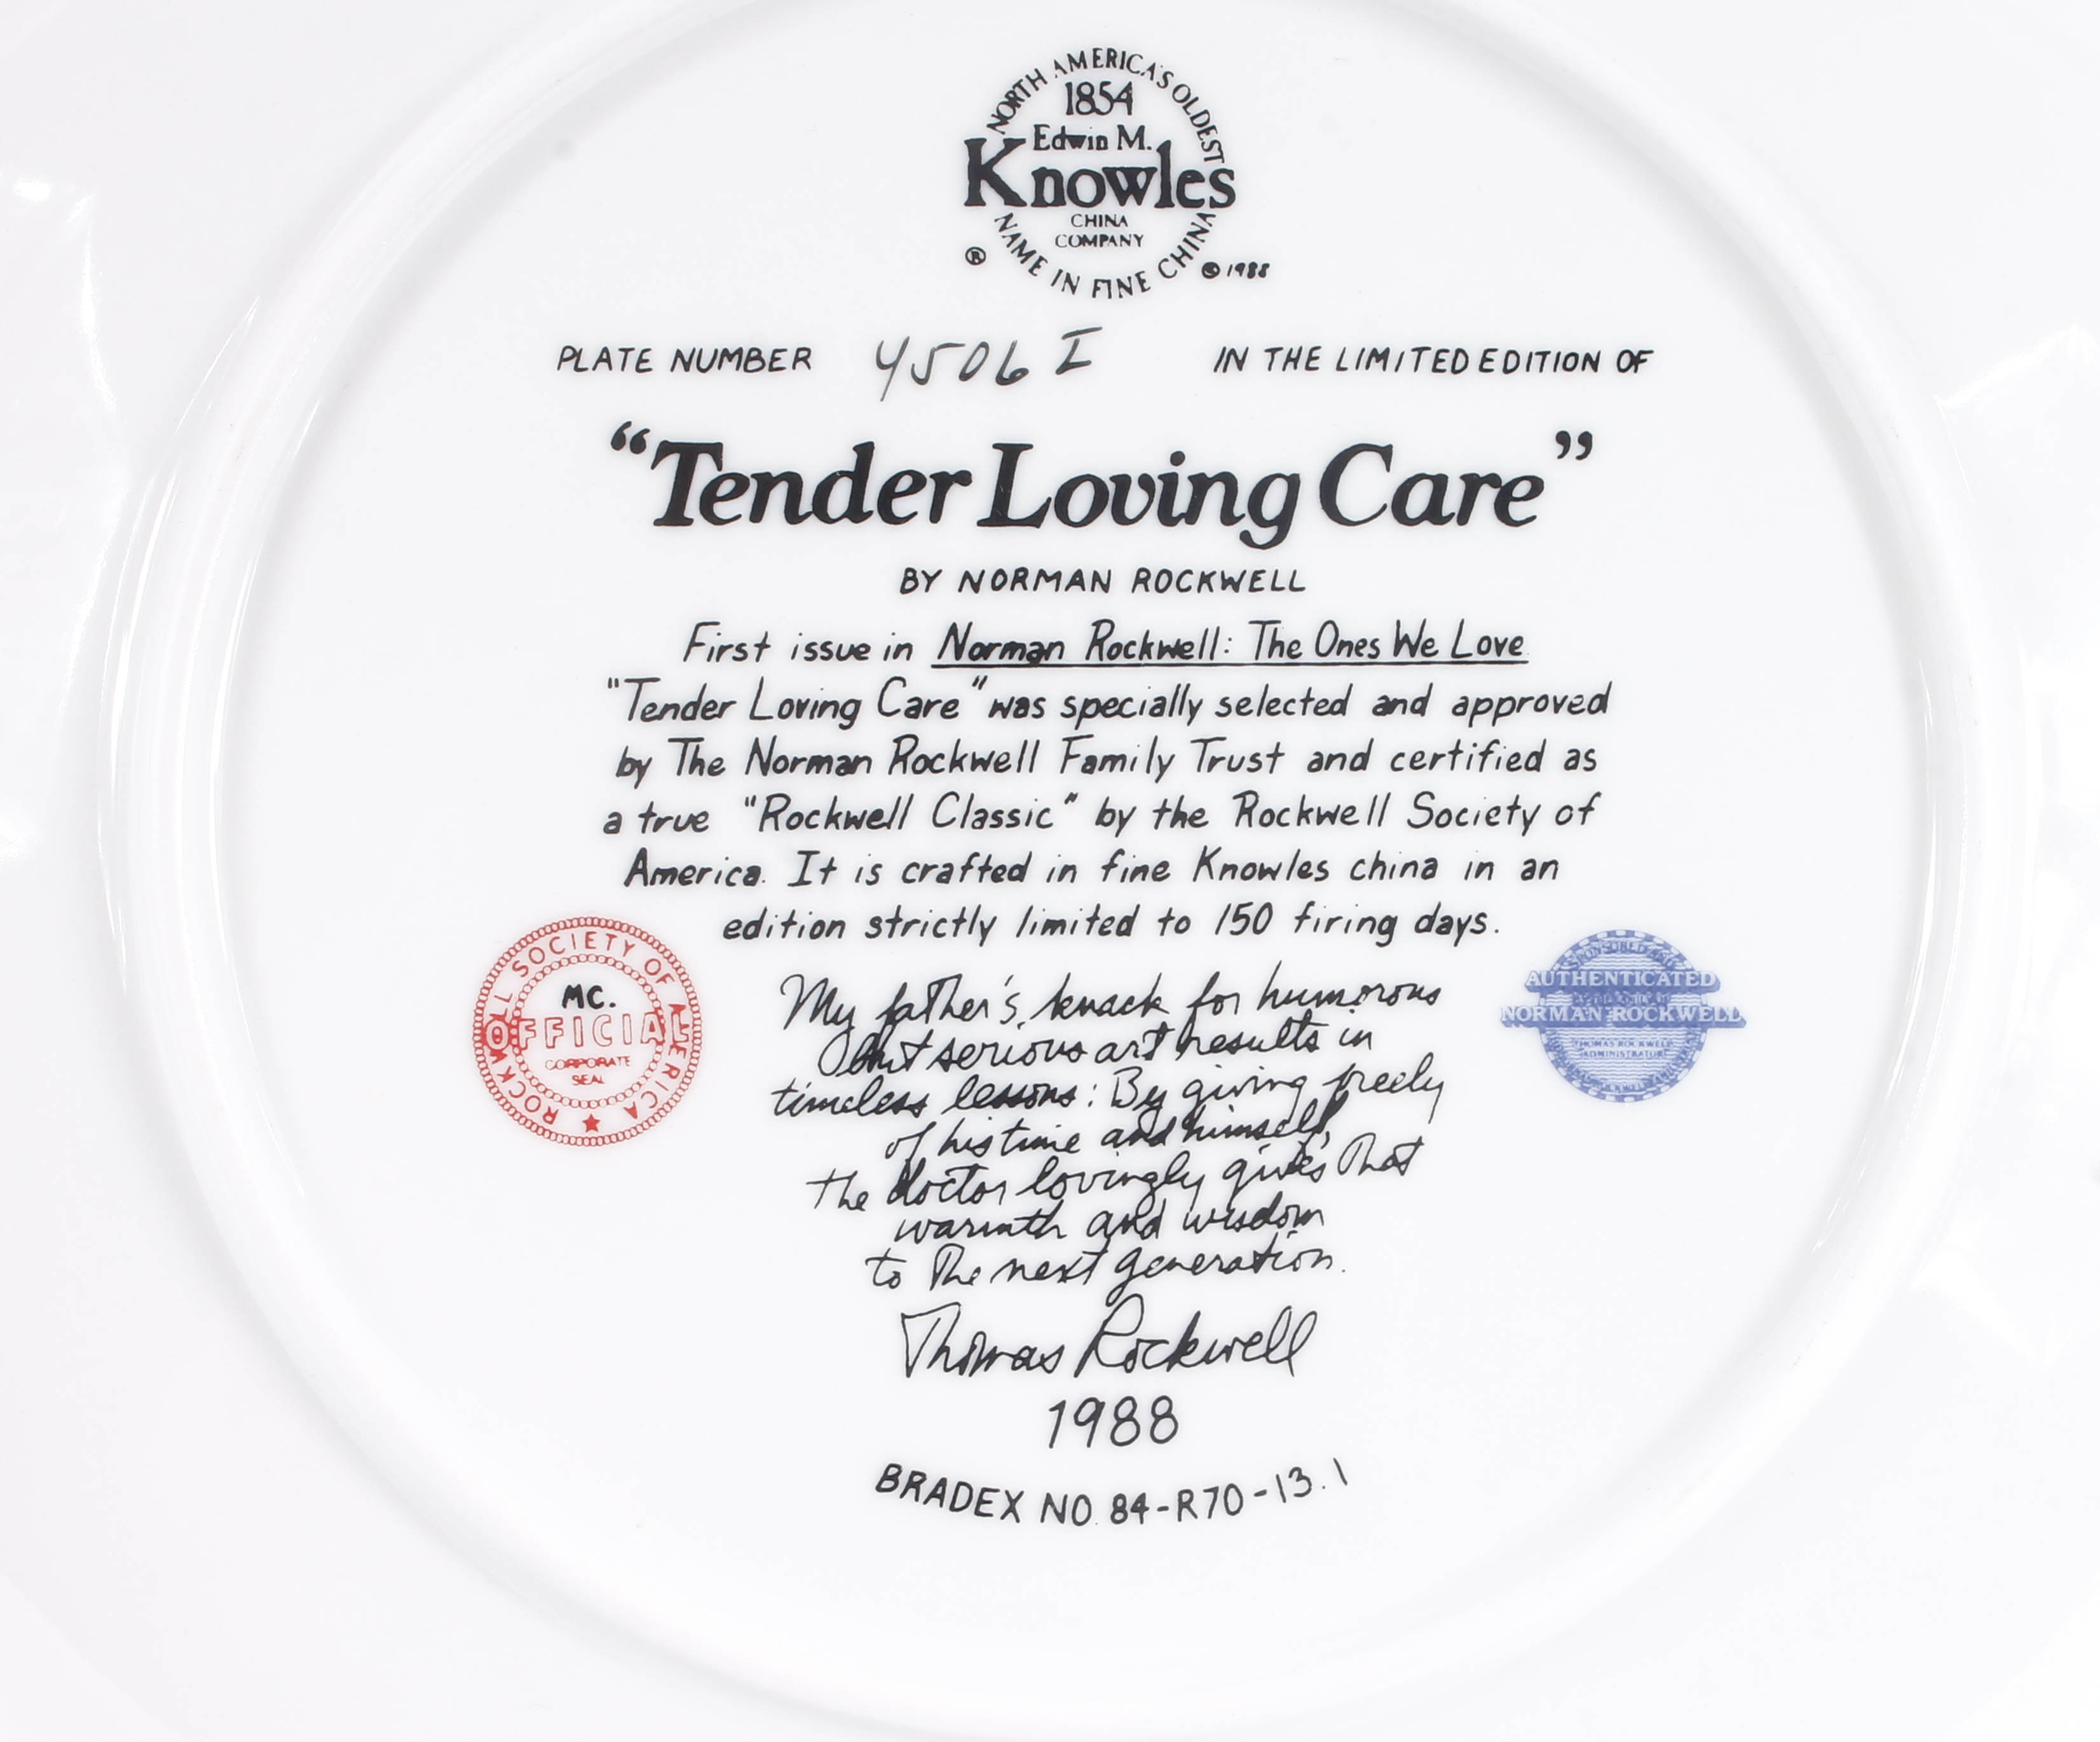 NORTH AMERICA'S OLDEST
1854
Edwin M.
Knowles
CHINA
COMPANY
NAME IN FINE CHINA
® © 1988
PLATE NUMBER 4506 I IN THE LIMITED EDITION OF
“Tender Loving Care”
BY NORMAN ROCKWELL
First issue in Norman Rockwell: The Ones We Love
"Tender Loving Care" was specially selected and approved
by The Norman Rockwell Family Trust and certified as
a true "Rockwell Classic" by the Rockwell Society of
America. It is crafted in fine Knowles china in an
edition strictly limited to 150 firing days.
ROCKWELL SOCIETY OF AMERICA
MC.
OFFICIAL
CORPORATE
SEAL
AUTHENTICATED
NORMAN ROCKWELL
THOMAS ROCKWELL
ADMINISTRATOR
My father's knack for humorous
but serious art results in
timeless lessons: By giving freely
of his time and himself,
the doctor lovingly gives that
warmth and wisdom
to the next generation.
Thomas Rockwell
1988
BRADEX NO. 84-R70-13.1